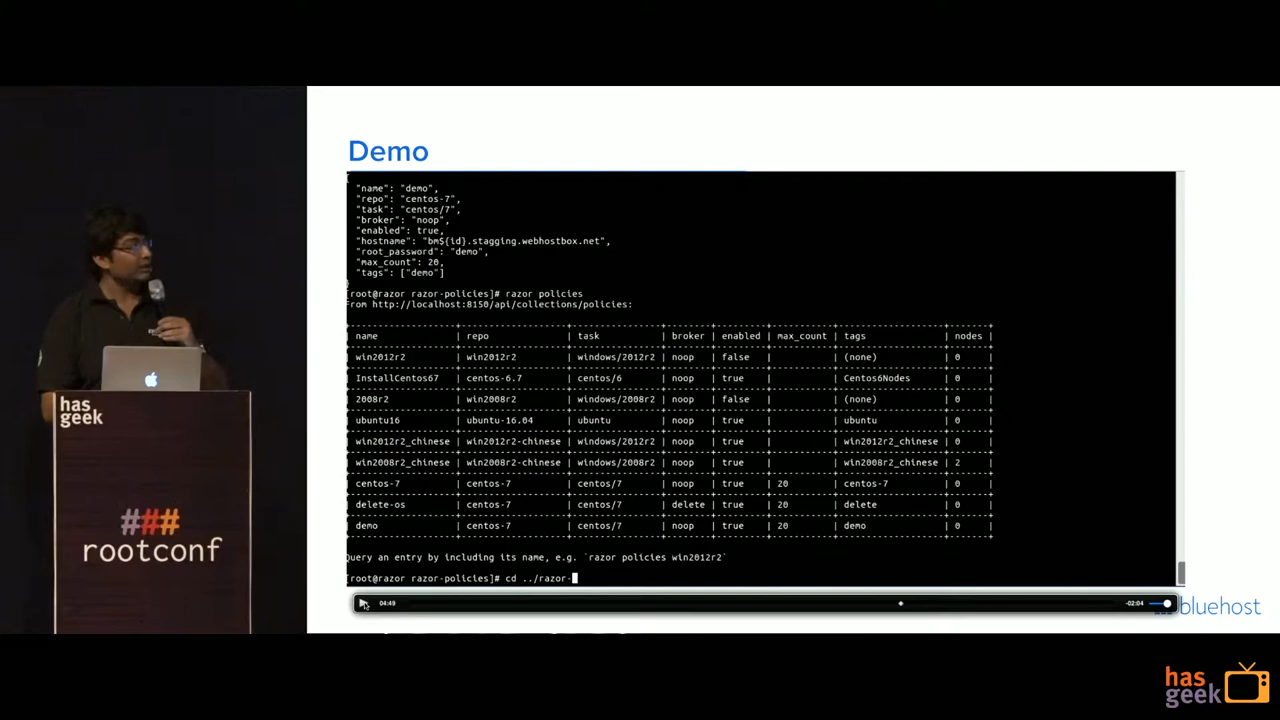 Demo
{
"name": "demo",
"repo": "centos-7",
"task": "centos/7",
"broker": "noop",
"enabled": true,
"hostname": "bm${id}.stagging.webhostbox.net",
"root_password": "demo",
"max_count": 20,
"tags": ["demo"]
}
[root@razor razor-policies]# razor policies
From http://localhost:8150/api/collections/policies:
| name | repo | task | broker | enabled | max_count | tags | nodes |
| win2012r2 | win2012r2 | windows/2012r2 | noop | false | | (none) | 0 |
| InstallCentos67 | centos-6.7 | centos/6 | noop | true | | Centos6Nodes | 0 |
| 2008r2 | win2008r2 | windows/2008r2 | noop | false | | (none) | 0 |
| ubuntu16 | ubuntu-16.04 | ubuntu | noop | true | | ubuntu | 0 |
| win2012r2_chinese | win2012r2-chinese | windows/2012r2 | noop | true | | win2012r2_chinese | 0 |
| win2008r2_chinese | win2008r2-chinese | windows/2008r2 | noop | true | | win2008r2_chinese | 2 |
| centos-7 | centos-7 | centos/7 | noop | true | 20 | centos-7 | 0 |
| delete-os | centos-7 | centos/7 | delete | true | 20 | delete | 0 |
| demo | centos-7 | centos/7 | noop | true | 20 | demo | 0 |
Query an entry by including its name, e.g. `razor policies win2012r2`
[root@razor razor-policies]# cd ../razor-
04:49
-02:04
bluehost
has
geek
###
rootconf
has
geek